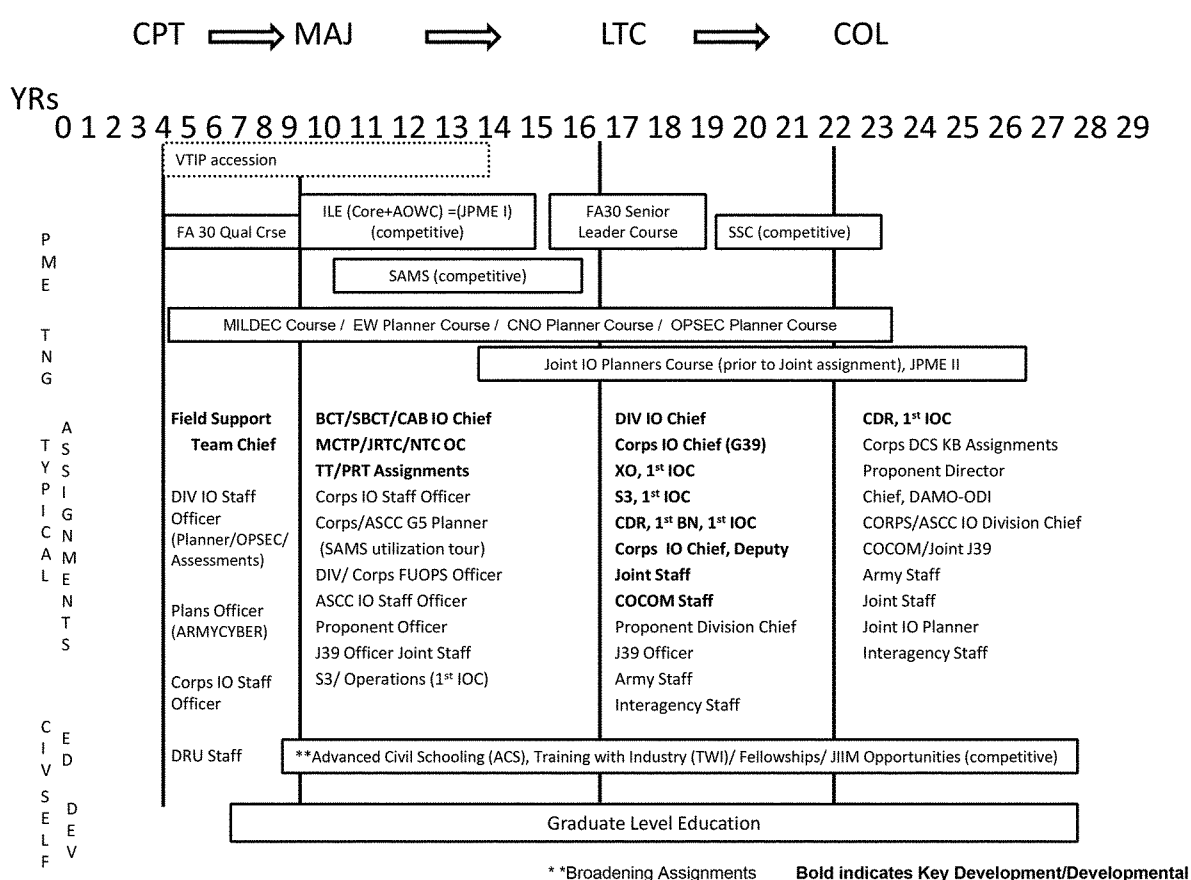 CPT MAJ LTC COL
YRs
0 1 2 3 4 5 6 7 8 9 10 11 12 13 14 15 16 17 18 19 20 21 22 23 24 25 26 27 28 29
VTIP accession
PME
FA 30 Qual Crse
ILE (Core+AOWC) =(JPME I)
(competitive)
FA30 Senior
Leader Course
SSC (competitive)
SAMS (competitive)
TNG
MILDEC Course / EW Planner Course / CNO Planner Course / OPSEC Planner Course
Joint IO Planners Course (prior to Joint assignment), JPME II
TYPICAL
ASSIGNMENTS
Field Support
Team Chief
DIV IO Staff
Officer
(Planner/OPSEC/
Assessments)
Plans Officer
(ARMYCYBER)
Corps IO Staff
Officer
DRU Staff
BCT/SBCT/CAB IO Chief
MCTP/JRTC/NTC OC
TT/PRT Assignments
Corps IO Staff Officer
Corps/ASCC G5 Planner
(SAMS utilization tour)
DIV/ Corps FUOPS Officer
ASCC IO Staff Officer
Proponent Officer
J39 Officer Joint Staff
S3/ Operations (1st IOC)
DIV IO Chief
Corps IO Chief (G39)
XO, 1st IOC
S3, 1st IOC
CDR, 1st BN, 1st IOC
Corps IO Chief, Deputy
Joint Staff
COCOM Staff
Proponent Division Chief
J39 Officer
Army Staff
Interagency Staff
CDR, 1st IOC
Corps DCS KB Assignments
Proponent Director
Chief, DAMO-ODI
CORPS/ASCC IO Division Chief
COCOM/Joint J39
Army Staff
Joint Staff
Joint IO Planner
Interagency Staff
CIV
ED
**Advanced Civil Schooling (ACS), Training with Industry (TWI)/ Fellowships/ JIIM Opportunities (competitive)
SELF
DEV
Graduate Level Education
* *Broadening Assignments Bold indicates Key Development/Developmental